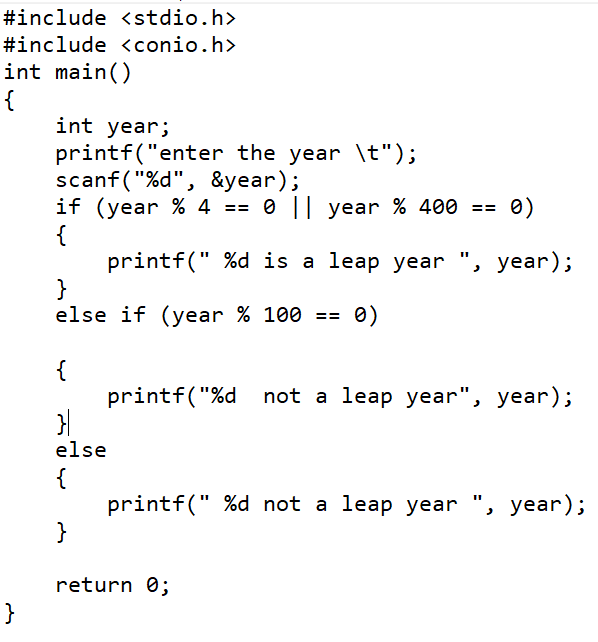 #include <stdio.h>
#include <conio.h>
int main()
{
    int year;
    printf("enter the year \t");
    scanf("%d", &year);
    if (year % 4 == 0 || year % 400 == 0)
    {
        printf(" %d is a leap year ", year);
    }
    else if (year % 100 == 0)

    {
        printf("%d  not a leap year", year);
    }
    else
    {
        printf(" %d not a leap year ", year);
    }

    return 0;
}